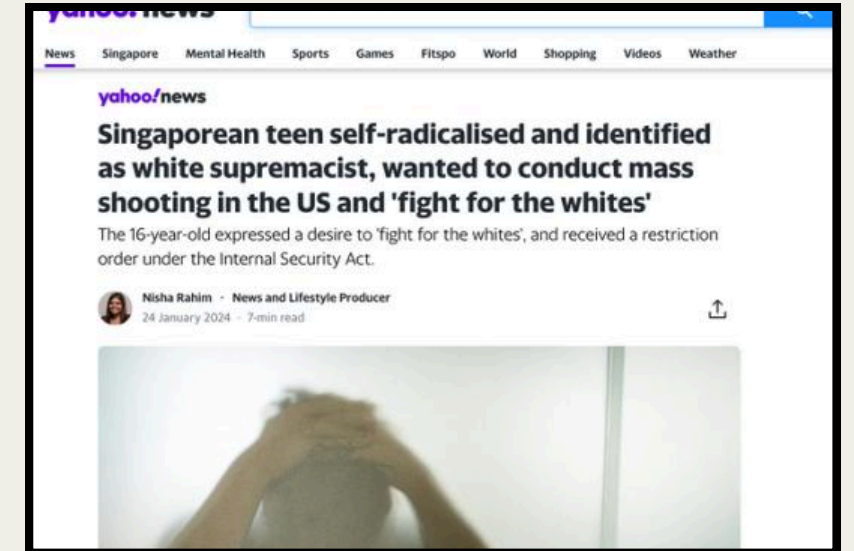 yahoo! news
News Singapore Mental Health Sports Games Fitspo World Shopping Videos Weather
yahoo!news
Singaporean teen self-radicalised and identified
as white supremacist, wanted to conduct mass
shooting in the US and 'fight for the whites'
The 16-year-old expressed a desire to 'fight for the whites', and received a restriction
order under the Internal Security Act.
Nisha Rahim · News and Lifestyle Producer
24 January 2024 · 7-min read